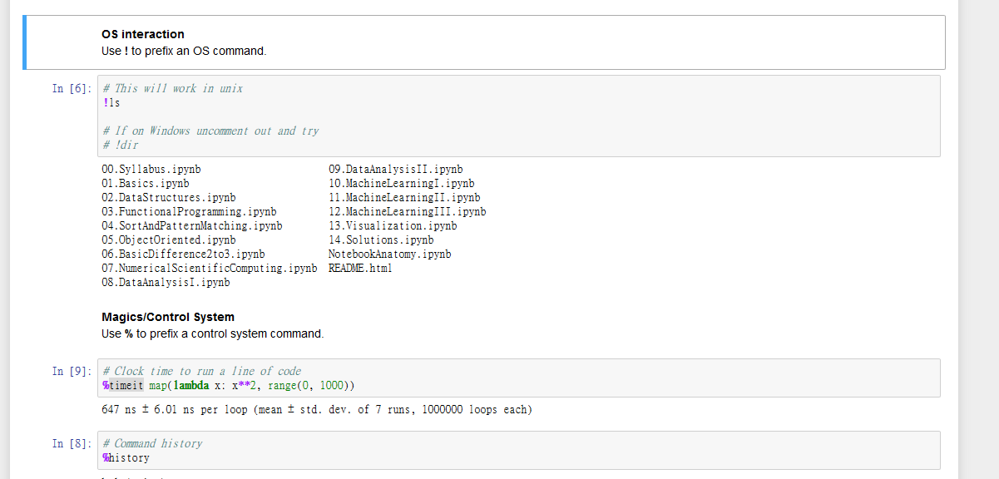 OS interaction
Use ! to prefix an OS command.
In [6]:
# This will work in unix
!ls
# If on Windows uncomment out and try
# !dir
00.Syllabus.ipynb 09.DataAnalysisII.ipynb
01.Basics.ipynb 10.MachineLearningI.ipynb
02.DataStructures.ipynb 11.MachineLearningII.ipynb
03.FunctionalProgramming.ipynb 12.MachineLearningIII.ipynb
04.SortAndPatternMatching.ipynb 13.Visualization.ipynb
05.ObjectOriented.ipynb 14.Solutions.ipynb
06.BasicDifference2to3.ipynb NotebookAnatomy.ipynb
07.NumericalScientificComputing.ipynb README.html
08.DataAnalysisI.ipynb
Magics/Control System
Use % to prefix a control system command.
In [9]:
# Clock time to run a line of code
%timeit map(lambda x: x**2, range(0, 1000))
647 ns ± 6.01 ns per loop (mean ± std. dev. of 7 runs, 1000000 loops each)
In [8]:
# Command history
%history